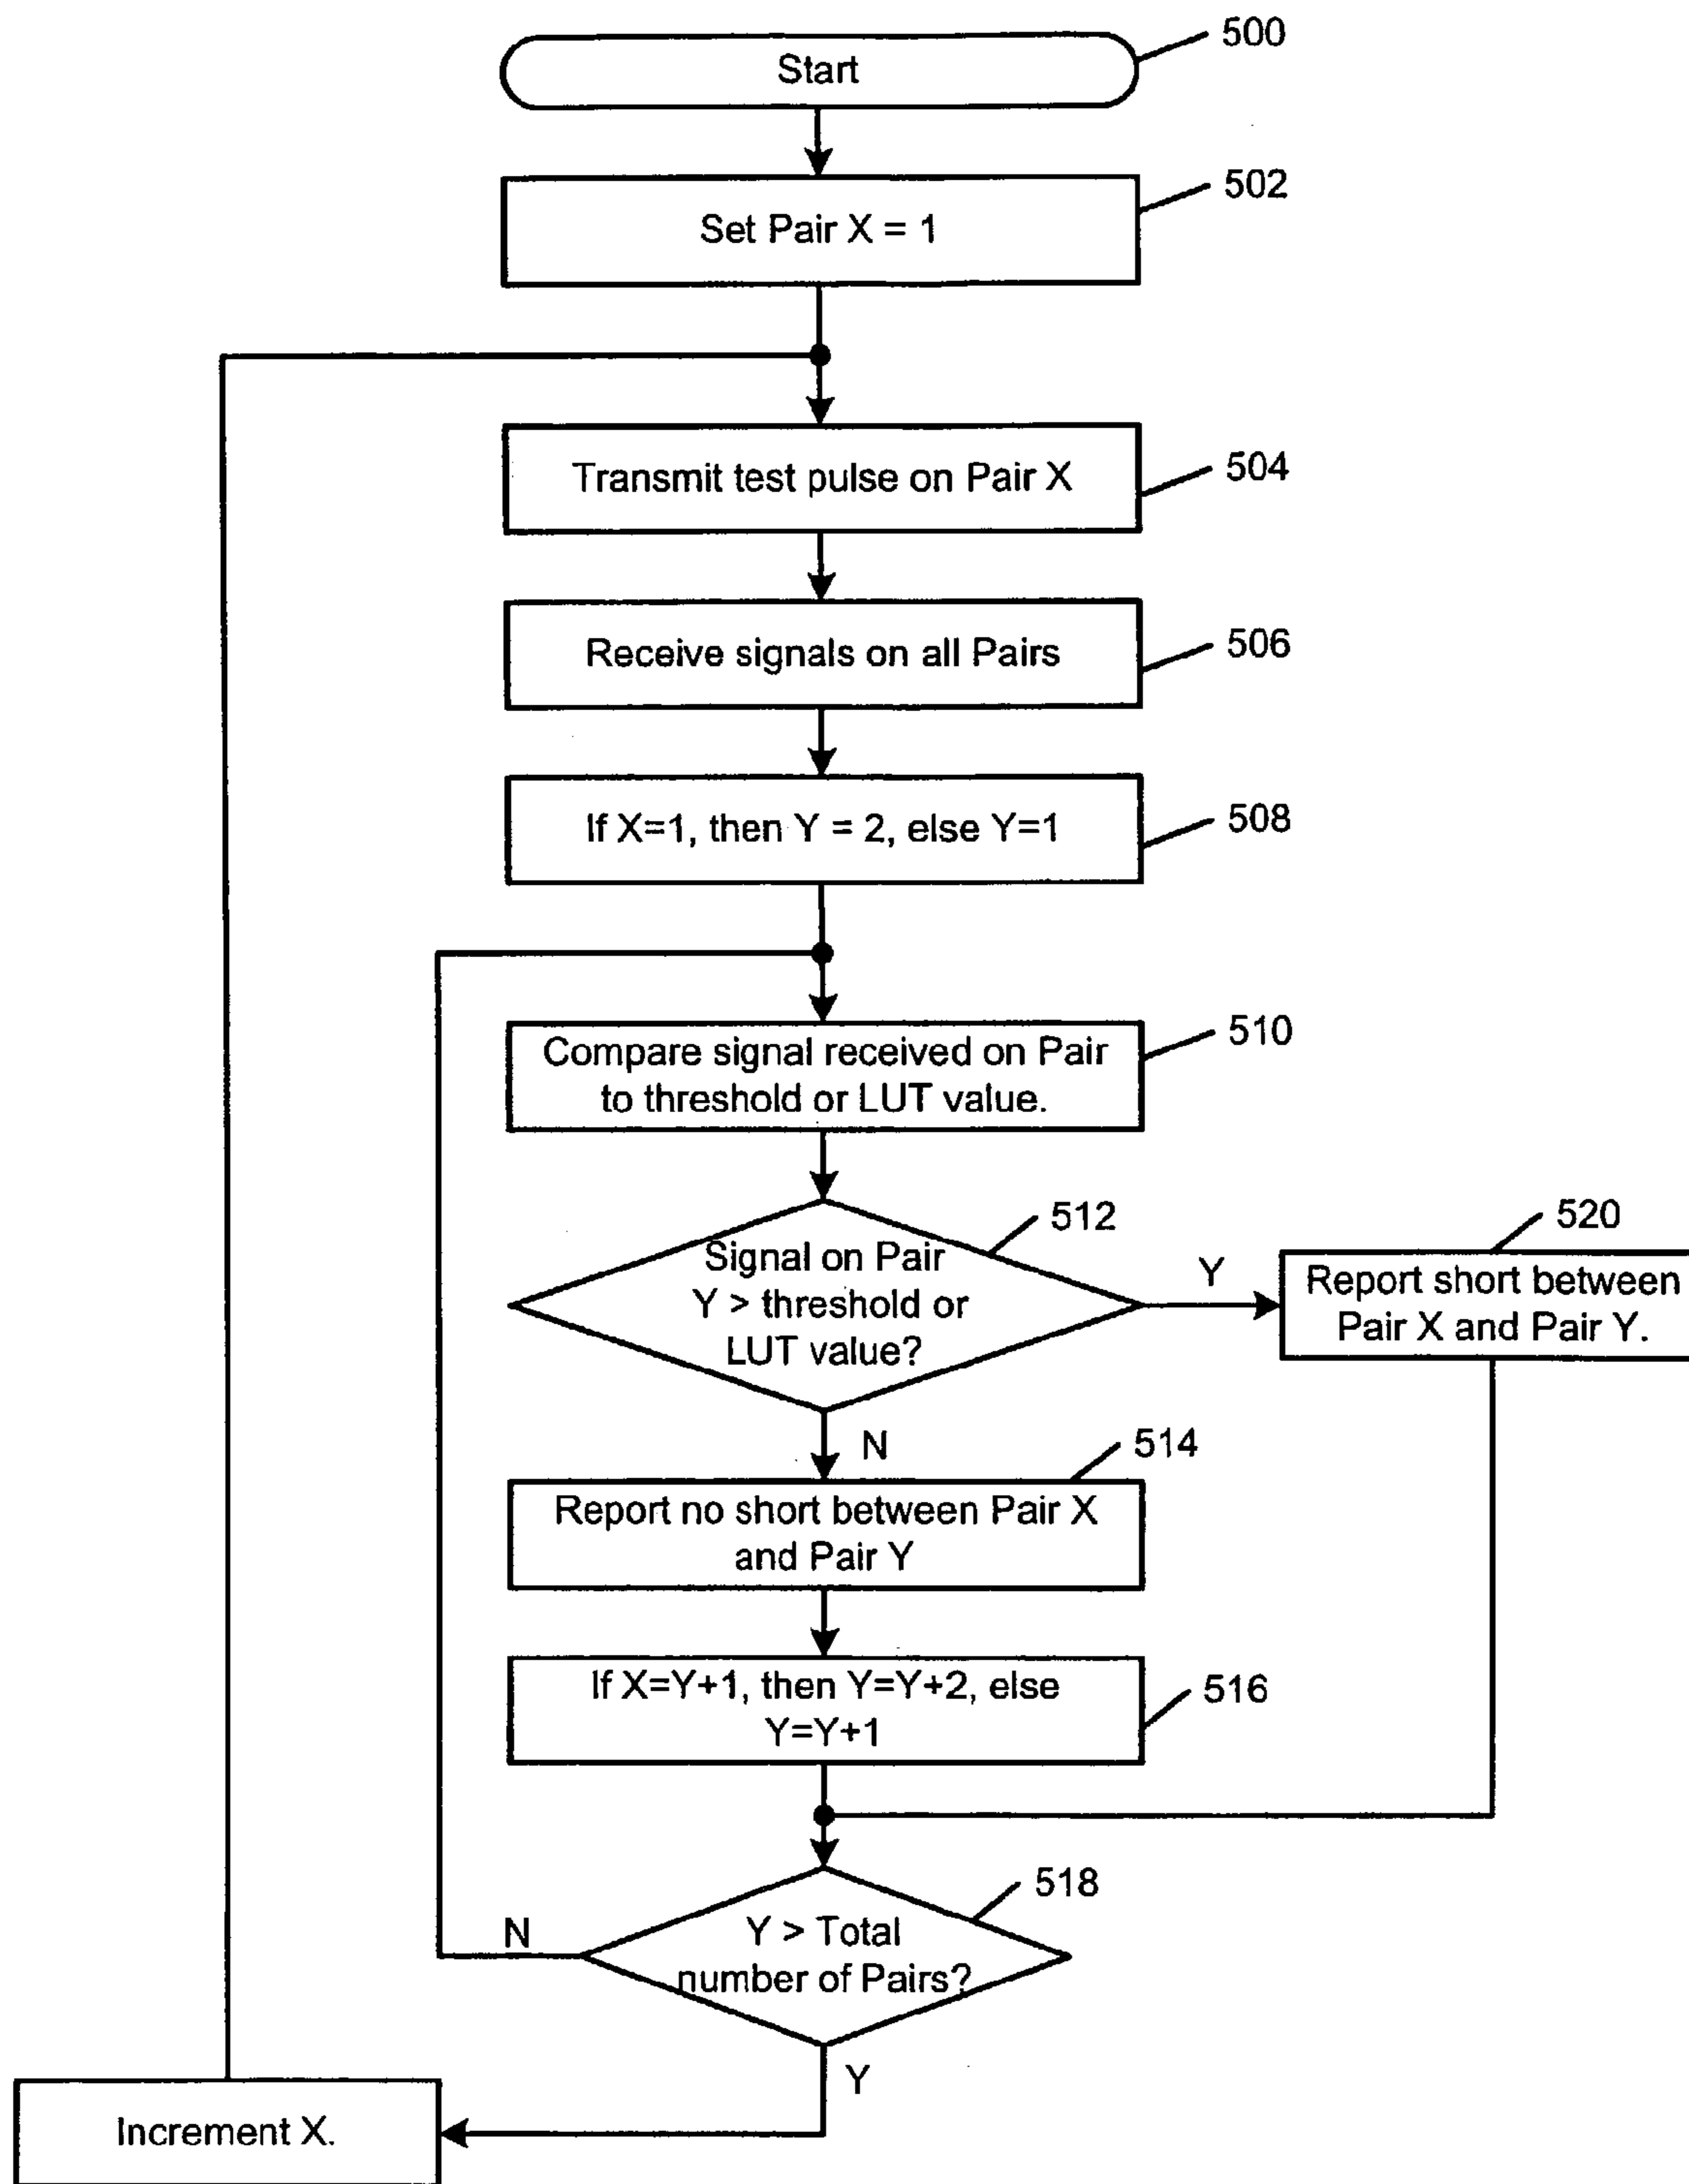 500
Start
502
Set Pair X = 1
Transmit test pulse on Pair X
504
Receive signals on all Pairs
506
If X=1, then Y = 2, else Y=1
508
Compare signal received on Pair
to threshold or LUT value.
510
512
Signal on Pair
Y > threshold or
LUT value?
Y
520
Report short between
Pair X and Pair Y.
N
514
Report no short between Pair X
and Pair Y
If X=Y+1, then Y=Y+2, else
Y=Y+1
516
518
Y > Total
number of Pairs?
N
Y
Increment X.